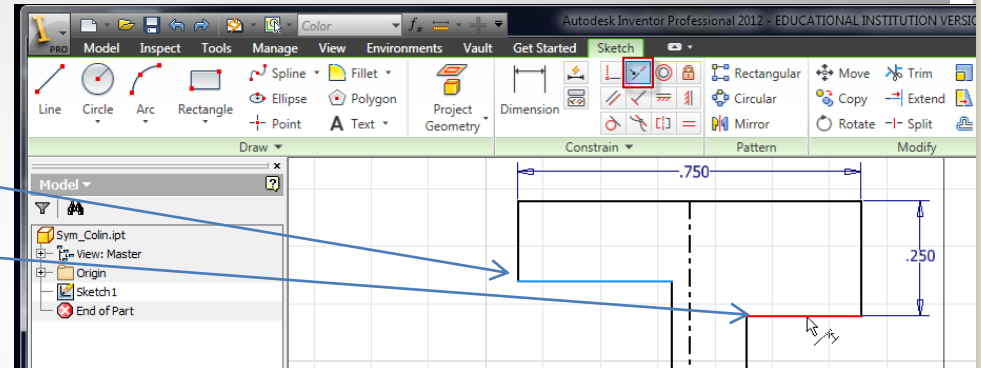 Color
fx
Autodesk Inventor Professional 2012 - EDUCATIONAL INSTITUTION
PRO
Model Inspect Tools Manage View Environments Vault Get Started Sketch
Spline Fillet Rectangular Move Trim
Line Circle Arc Rectangle Ellipse Polygon Project Geometry Dimension Circular Copy Extend
Point A Text Mirror Rotate Split
Draw Constrain Pattern Modify
Model
.750
Sym_Colin.ipt
View: Master
.250
Origin
Sketch1
End of Part